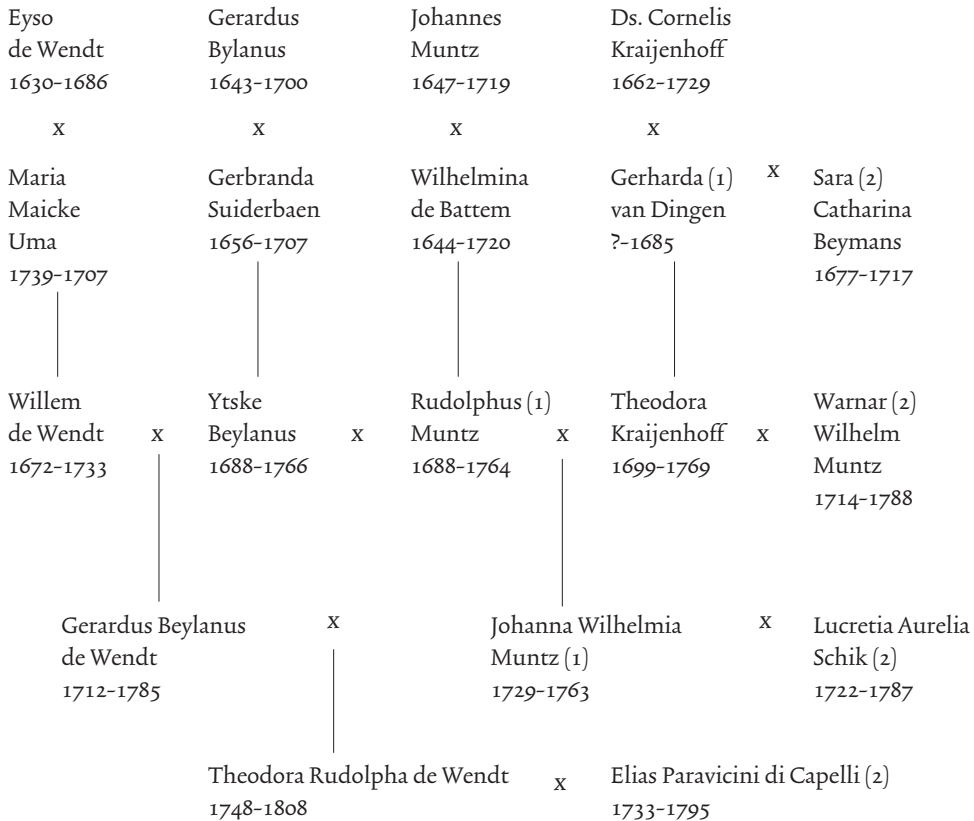 Eyso
de Wendt
1630-1686
Gerardus
Bylanus
1643-1700
Johannes
Muntz
1647-1719
Ds. Cornelis
Kraijenhoff
1662-1729
x
x
x
x
Maria
Maicke
Uma
1739-1707
Gerbranda
Suiderbaen
1656-1707
Wilhelmina
de Battem
1644-1720
Gerharda (1)
van Dingen
?-1685
x
Sara (2)
Catharina
Beymans
1677-1717
Willem
de Wendt
1672-1733
x
Ytske
Beylanus
1688-1766
x
Rudolphus (1)
Muntz
1688-1764
x
Theodora
Kraijenhoff
1699-1769
x
Warnar (2)
Wilhelm
Muntz
1714-1788
Gerardus Beylanus
de Wendt
1712-1785
x
Johanna Wilhelmia
Muntz (1)
1729-1763
x
Lucretia Aurelia
Schik (2)
1722-1787
Theodora Rudolpha de Wendt
1748-1808
x
Elias Paravicini di Capelli (2)
1733-1795